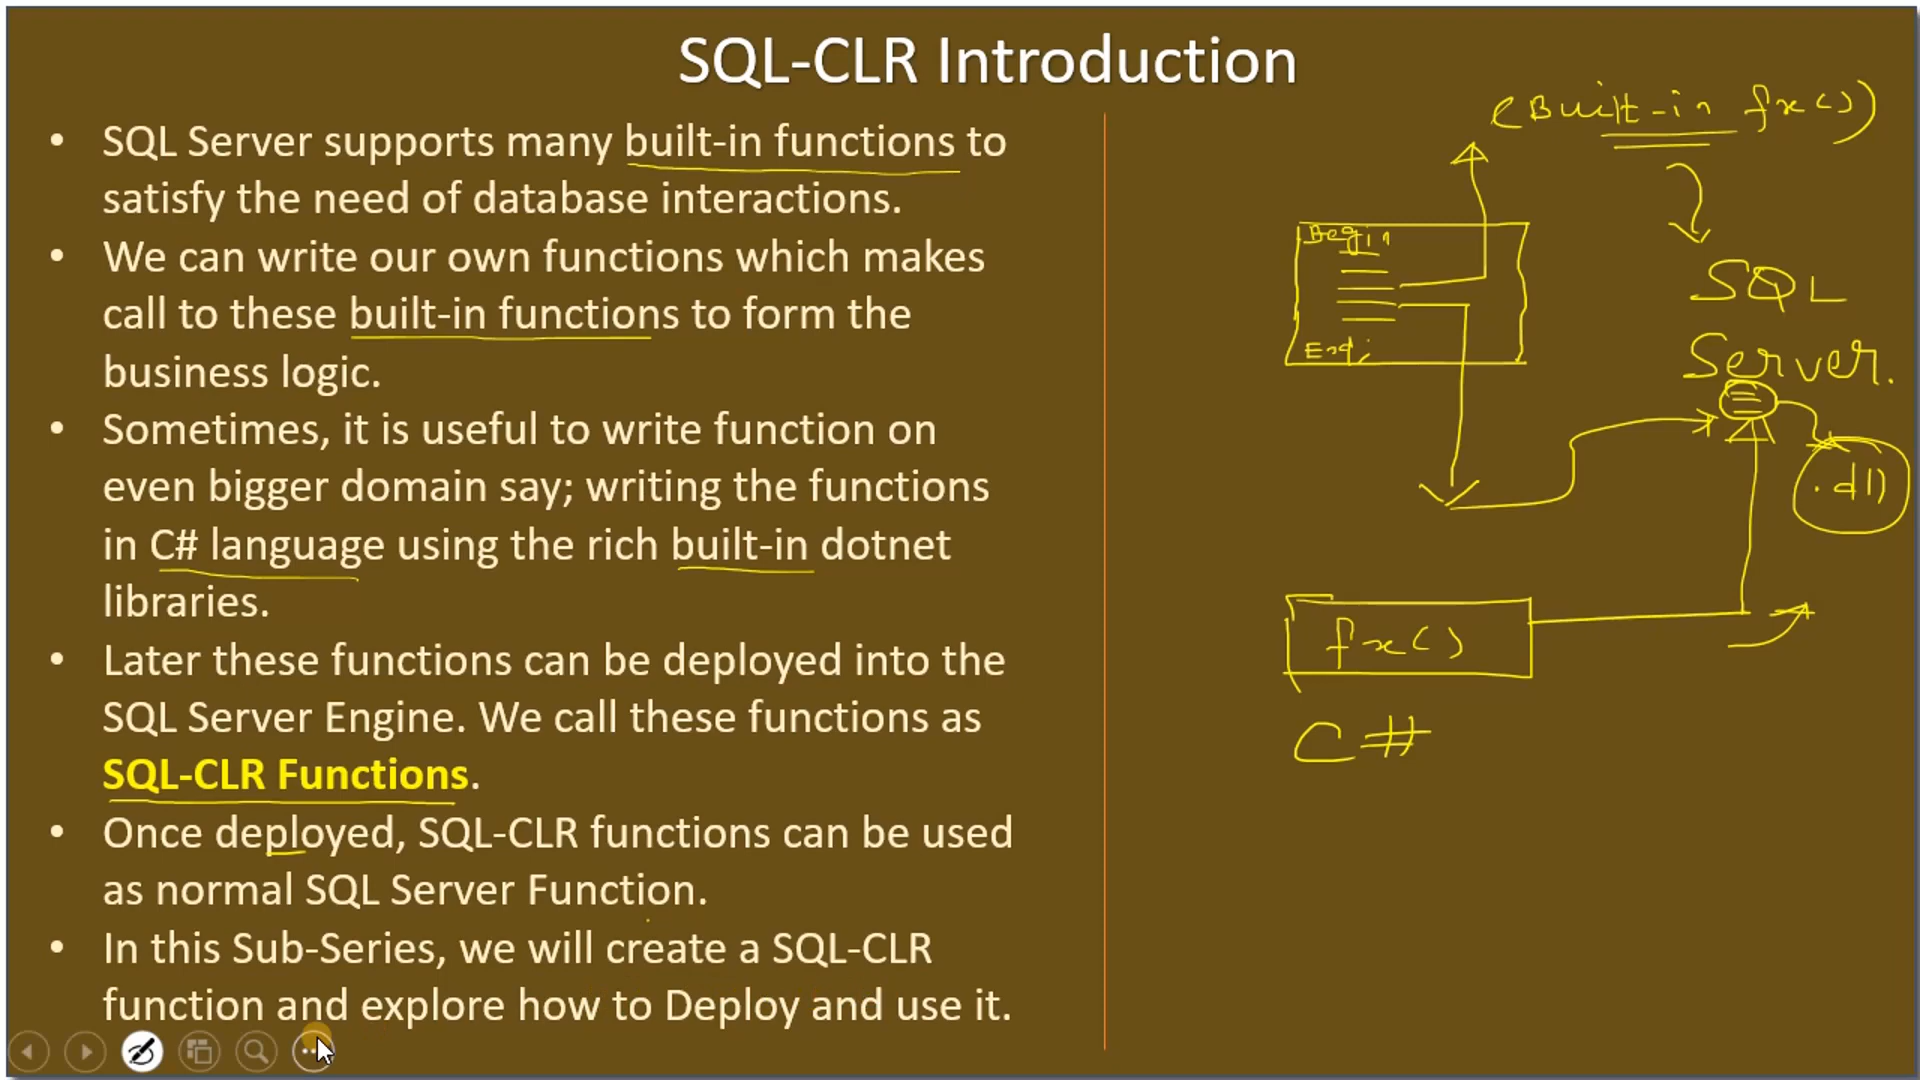 SQL-CLR Introduction
• SQL Server supports many built-in functions to
satisfy the need of database interactions.
• We can write our own functions which makes
call to these built-in functions to form the
business logic.
• Sometimes, it is useful to write function on
even bigger domain say; writing the functions
in C# language using the rich built-in dotnet
libraries.
• Later these functions can be deployed into the
SQL Server Engine. We call these functions as
SQL-CLR Functions.
• Once deployed, SQL-CLR functions can be used
as normal SQL Server Function.
• In this Sub-Series, we will create a SQL-CLR
function and explore how to Deploy and use it.
(Built-in fx())
Begin
End;
SQL
Server.
.dll
fx()
C#